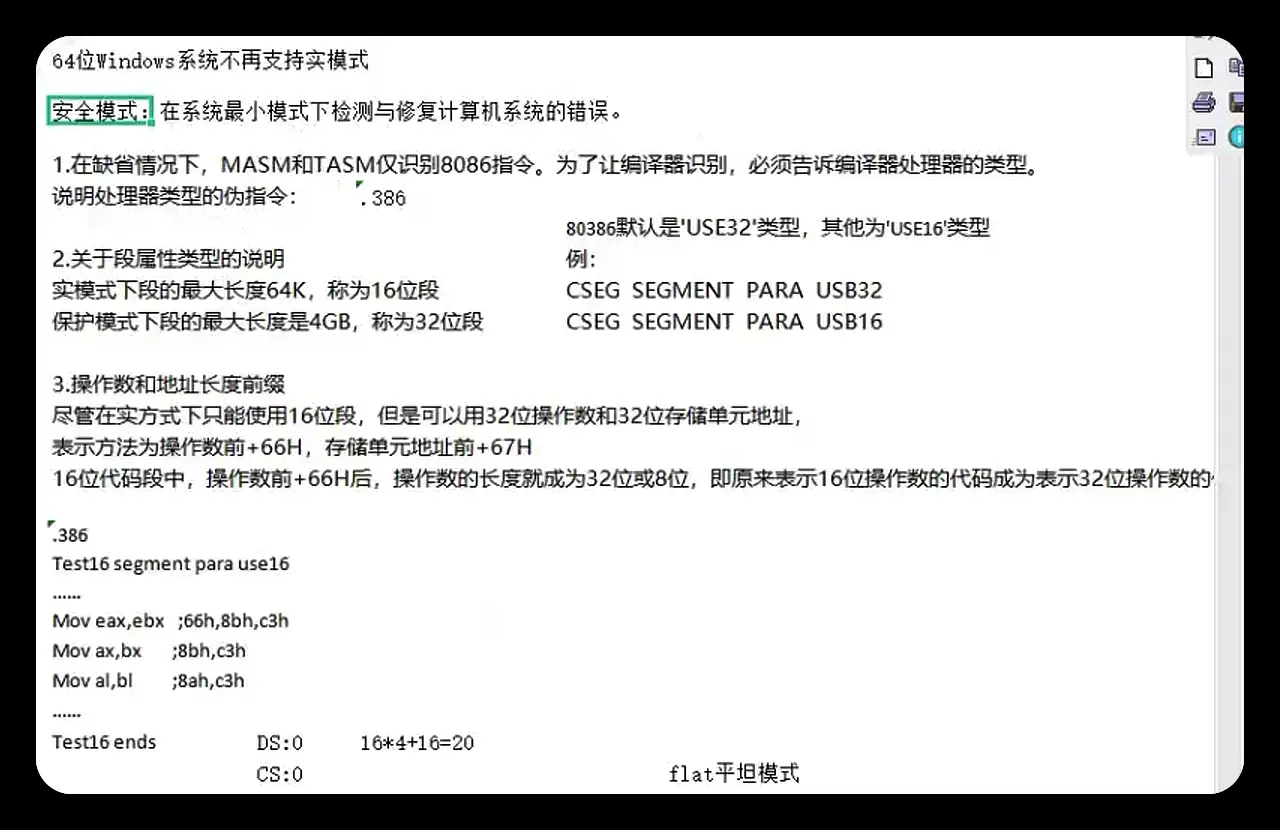 64位Windows系统不再支持实模式
安全模式：在系统最小模式下检测与修复计算机系统的错误。
1.在缺省情况下，MASM和TASM仅识别8086指令。为了让编译器识别，必须告诉编译器处理器的类型。
说明处理器类型的伪指令： .386
80386默认是'USE32'类型，其他为'USE16'类型
2.关于段属性类型的说明 例：
实模式下段的最大长度64K，称为16位段 CSEG SEGMENT PARA USB32
保护模式下段的最大长度是4GB，称为32位段 CSEG SEGMENT PARA USB16
3.操作数和地址长度前缀
尽管在实方式下只能使用16位段，但是可以用32位操作数和32位存储单元地址，
表示方法为操作数前+66H，存储单元地址前+67H
16位代码段中，操作数前+66H后，操作数的长度就成为32位或8位，即原来表示16位操作数的代码成为表示32位操作数的
.386
Test16 segment para use16
......
Mov eax,ebx ;66h,8bh,c3h
Mov ax,bx ;8bh,c3h
Mov al,bl ;8ah,c3h
......
Test16 ends DS:0 16*4+16=20
CS:0 flat平坦模式